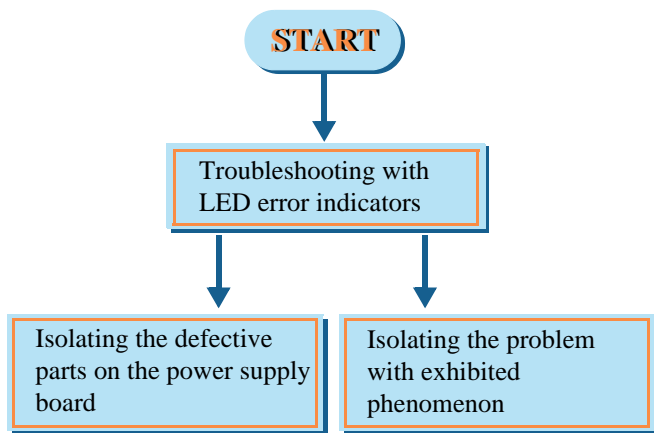 START
Troubleshooting with
LED error indicators
Isolating the defective
parts on the power supply
board
Isolating the problem
with exhibited
phenomenon